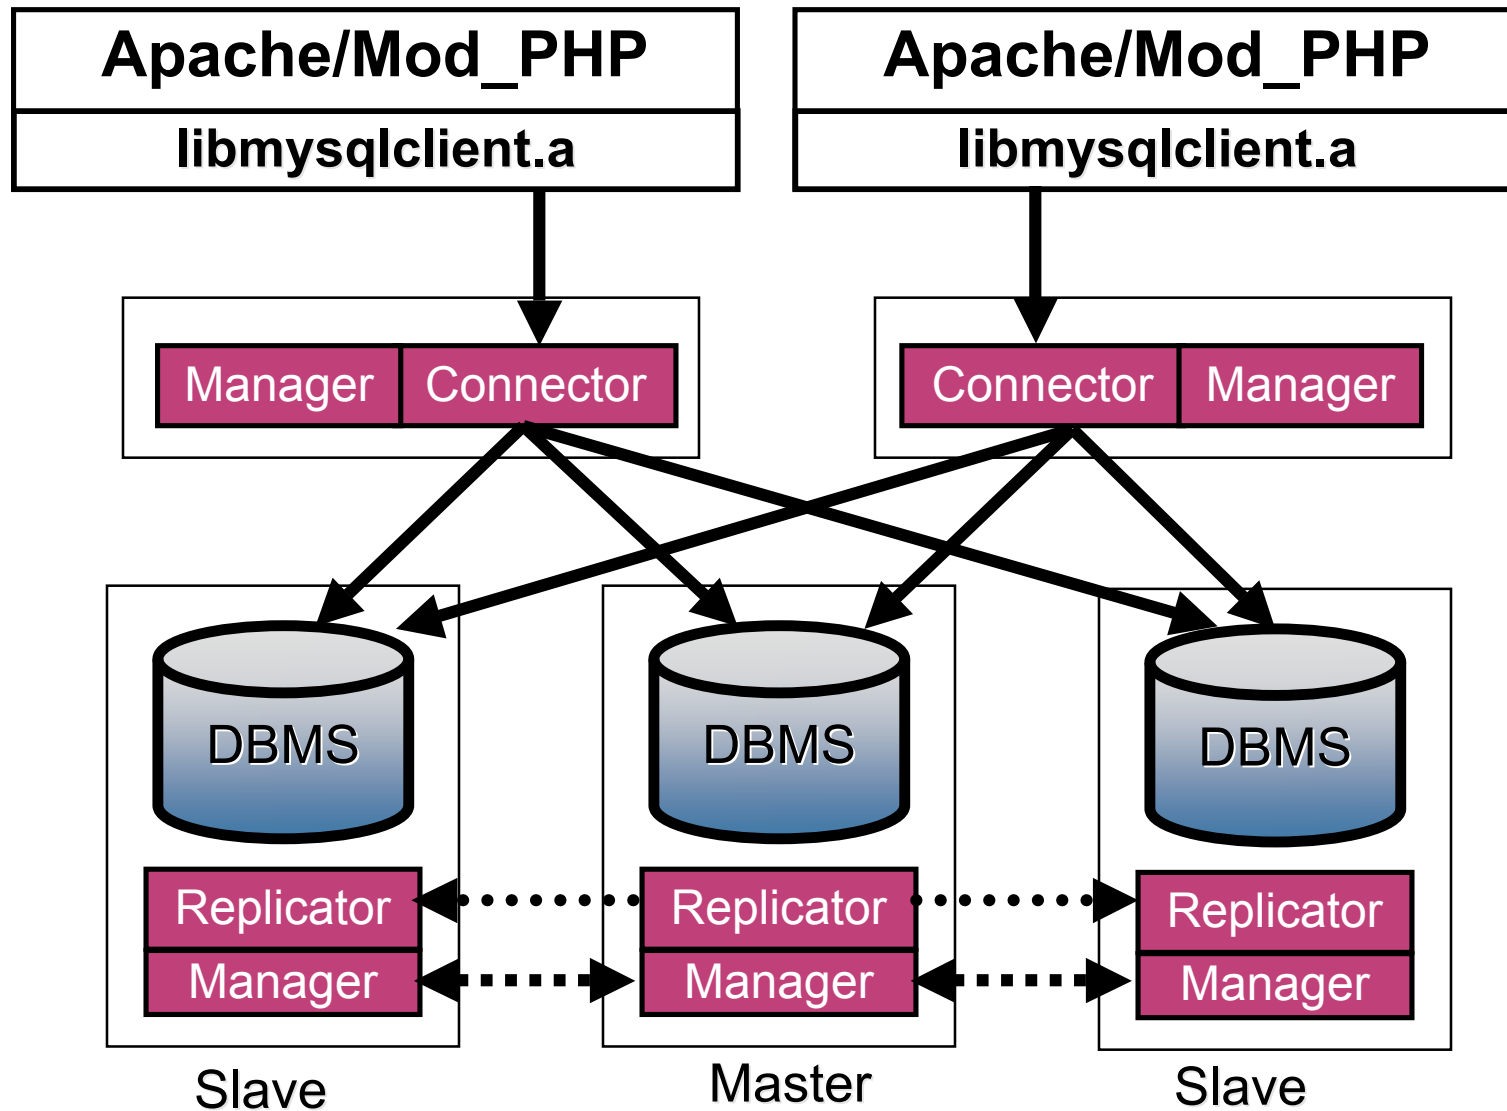 Apache/Mod_PHP
libmysqlclient.a
Apache/Mod_PHP
libmysqlclient.a
Manager
Connector
Connector
Manager
DBMS
DBMS
DBMS
Replicator
Replicator
Replicator
Manager
Manager
Manager
Slave
Master
Slave